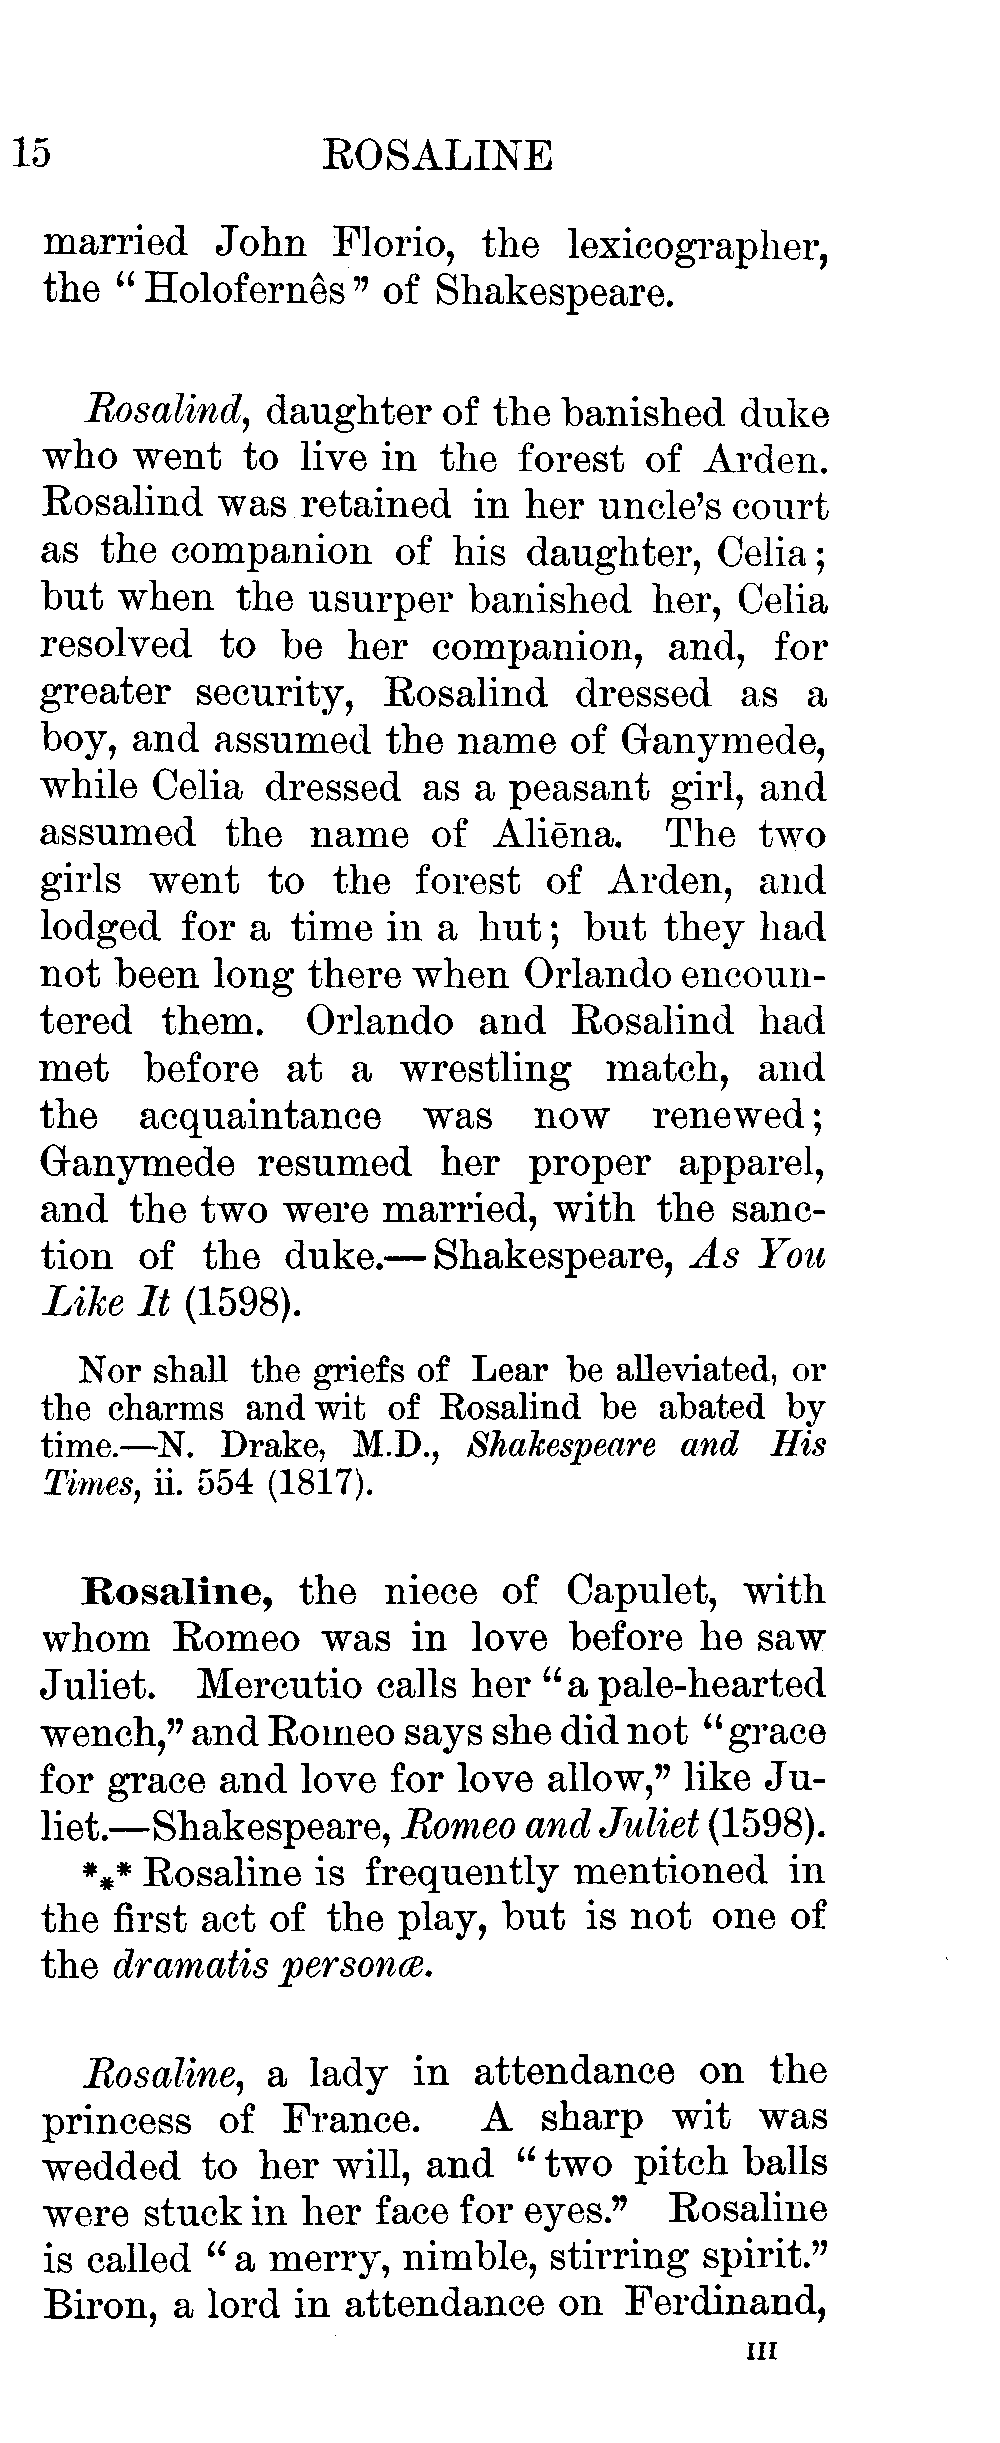 15 ROSALINE
married John Florio, the lexicographer,
the “Holofernês” of Shakespeare.
Rosalind, daughter of the banished duke
who went to live in the forest of Arden.
Rosalind was retained in her uncle’s court
as the companion of his daughter, Celia;
but when the usurper banished her, Celia
resolved to be her companion, and, for
greater security, Rosalind dressed as a
boy, and assumed the name of Ganymede,
while Celia dressed as a peasant girl, and
assumed the name of Aliēna. The two
girls went to the forest of Arden, and
lodged for a time in a hut; but they had
not been long there when Orlando encoun-
tered them. Orlando and Rosalind had
met before at a wrestling match, and
the acquaintance was now renewed;
Ganymede resumed her proper apparel,
and the two were married, with the sanc-
tion of the duke.—Shakespeare, As You
Like It (1598).
Nor shall the griefs of Lear be alleviated, or
the charms and wit of Rosalind be abated by
time.—N. Drake, M.D., Shakespeare and His
Times, ii. 554 (1817).
Rosaline, the niece of Capulet, with
whom Romeo was in love before he saw
Juliet. Mercutio calls her “a pale-hearted
wench,” and Romeo says she did not “grace
for grace and love for love allow,” like Ju-
liet.—Shakespeare, Romeo and Juliet (1598).
*** Rosaline is frequently mentioned in
the first act of the play, but is not one of
the dramatis personæ.
Rosaline, a lady in attendance on the
princess of France. A sharp wit was
wedded to her will, and “two pitch balls
were stuck in her face for eyes.” Rosaline
is called “a merry, nimble, stirring spirit.”
Biron, a lord in attendance on Ferdinand,
III